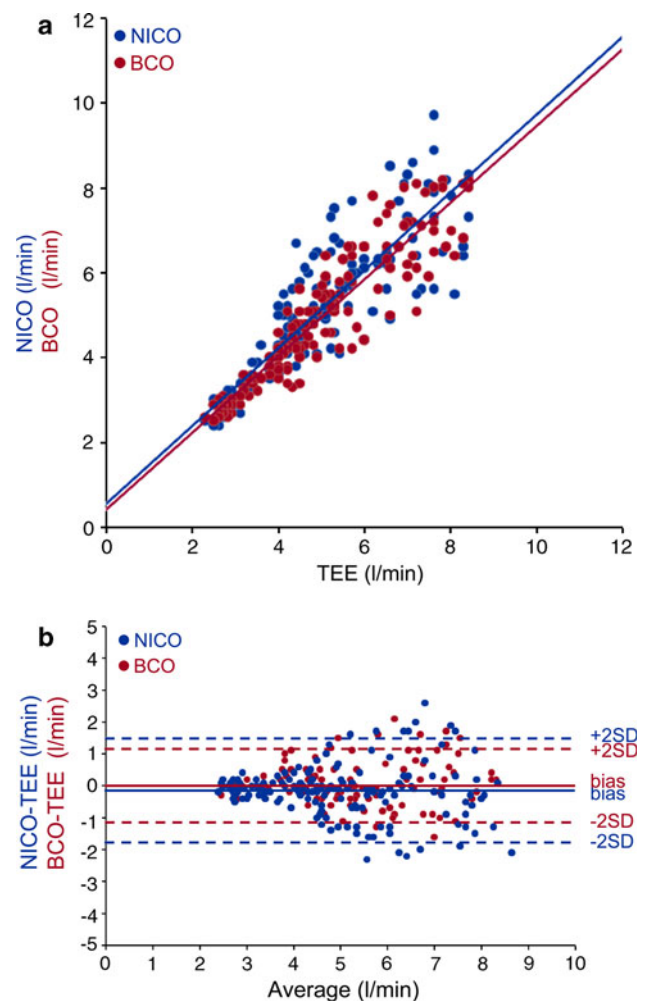 a
NICO
BCO
NICO (l/min)
BCO (l/min)
12
10
8
6
4
2
0
0 2 4 6 8 10 12
TEE (l/min)
b
NICO
BCO
NICO-TEE (l/min)
BCO-TEE (l/min)
5
4
3
2
1
0
-1
-2
-3
-4
-5
+2SD
+2SD
bias
bias
-2SD
-2SD
0 1 2 3 4 5 6 7 8 9 10
Average (l/min)